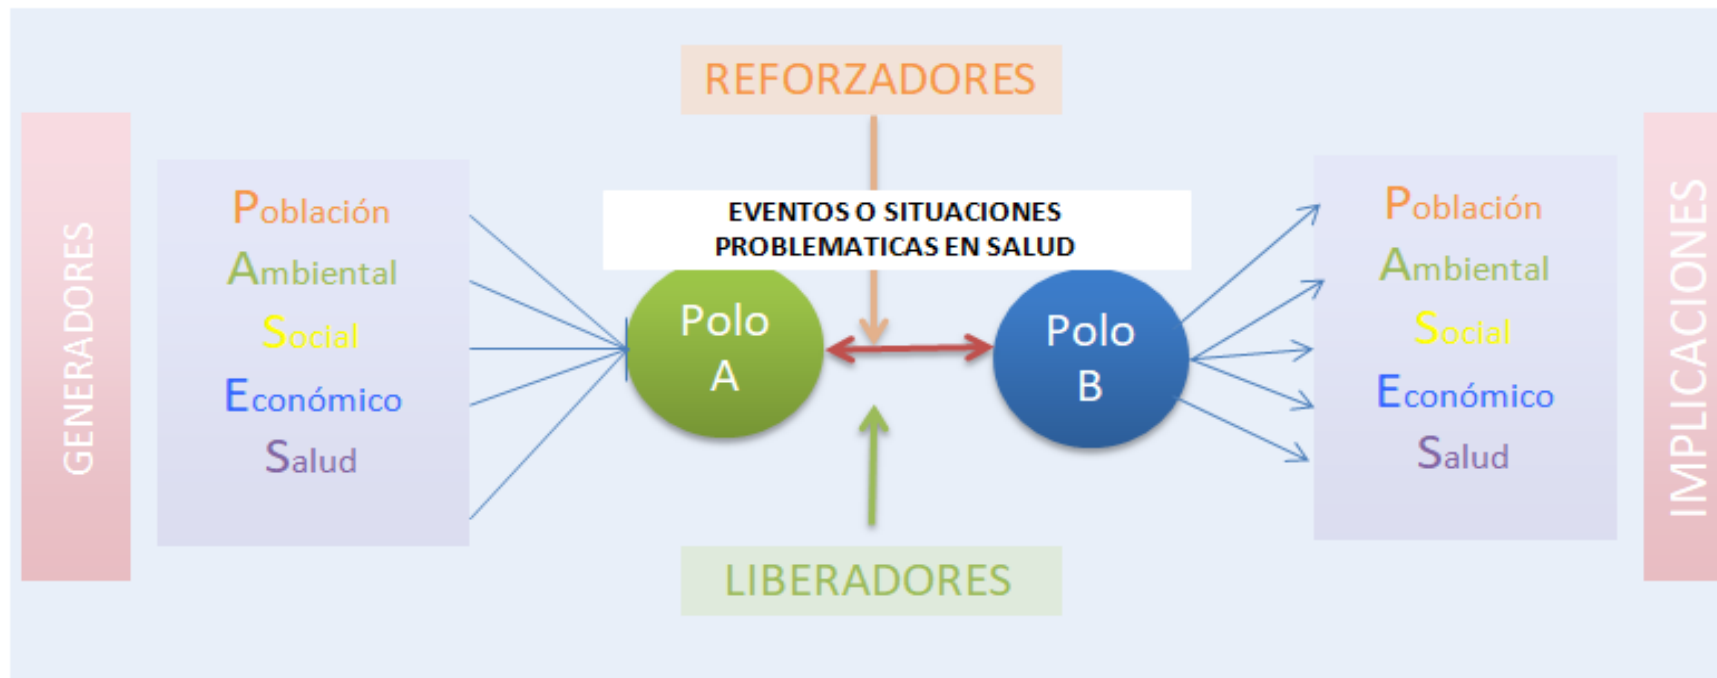 REFORZADORES
GENERADORES
Población
Ambiental
Social
Económico
Salud
EVENTOS O SITUACIONES
PROBLEMATICAS EN SALUD
Polo
A
Polo
B
LIBERADORES
Población
Ambiental
Social
Económico
Salud
IMPLICACIONES